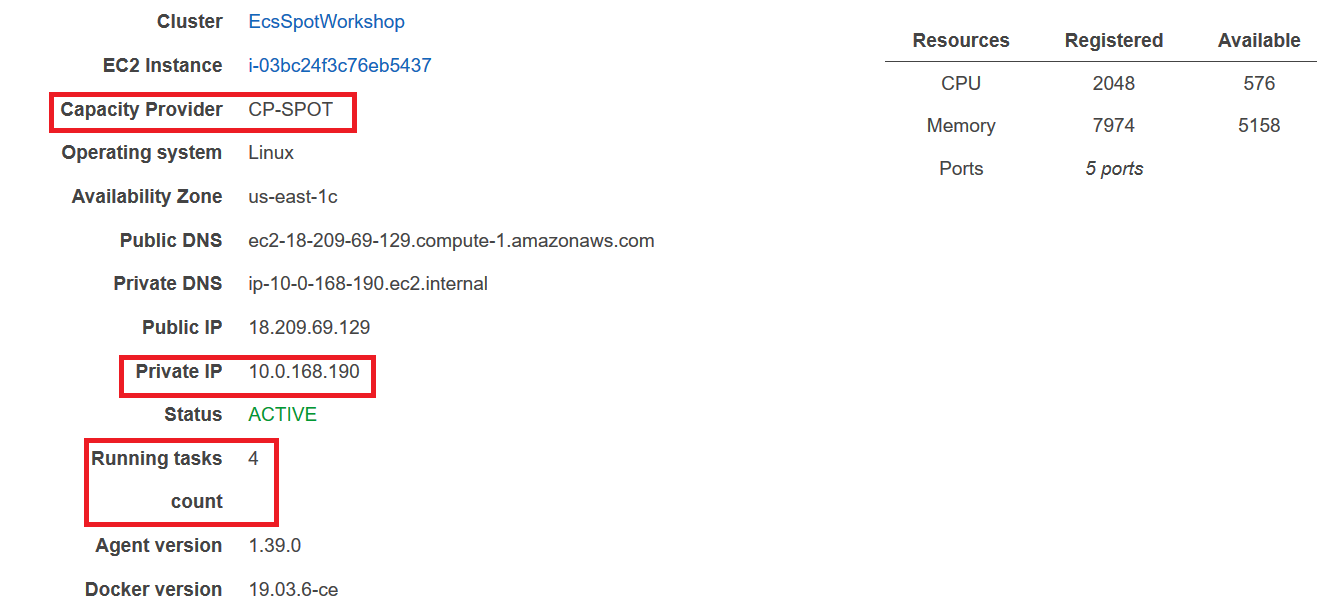 Cluster EcsSpotWorkshop
EC2 Instance i-03bc24f3c76eb5437
Capacity Provider CP-SPOT
Operating system Linux
Availability Zone us-east-1c
Public DNS ec2-18-209-69-129.compute-1.amazonaws.com
Private DNS ip-10-0-168-190.ec2.internal
Public IP 18.209.69.129
Private IP 10.0.168.190
Status ACTIVE
Running tasks 4
count
Agent version 1.39.0
Docker version 19.03.6-ce
Resources Registered Available
CPU 2048 576
Memory 7974 5158
Ports 5 ports